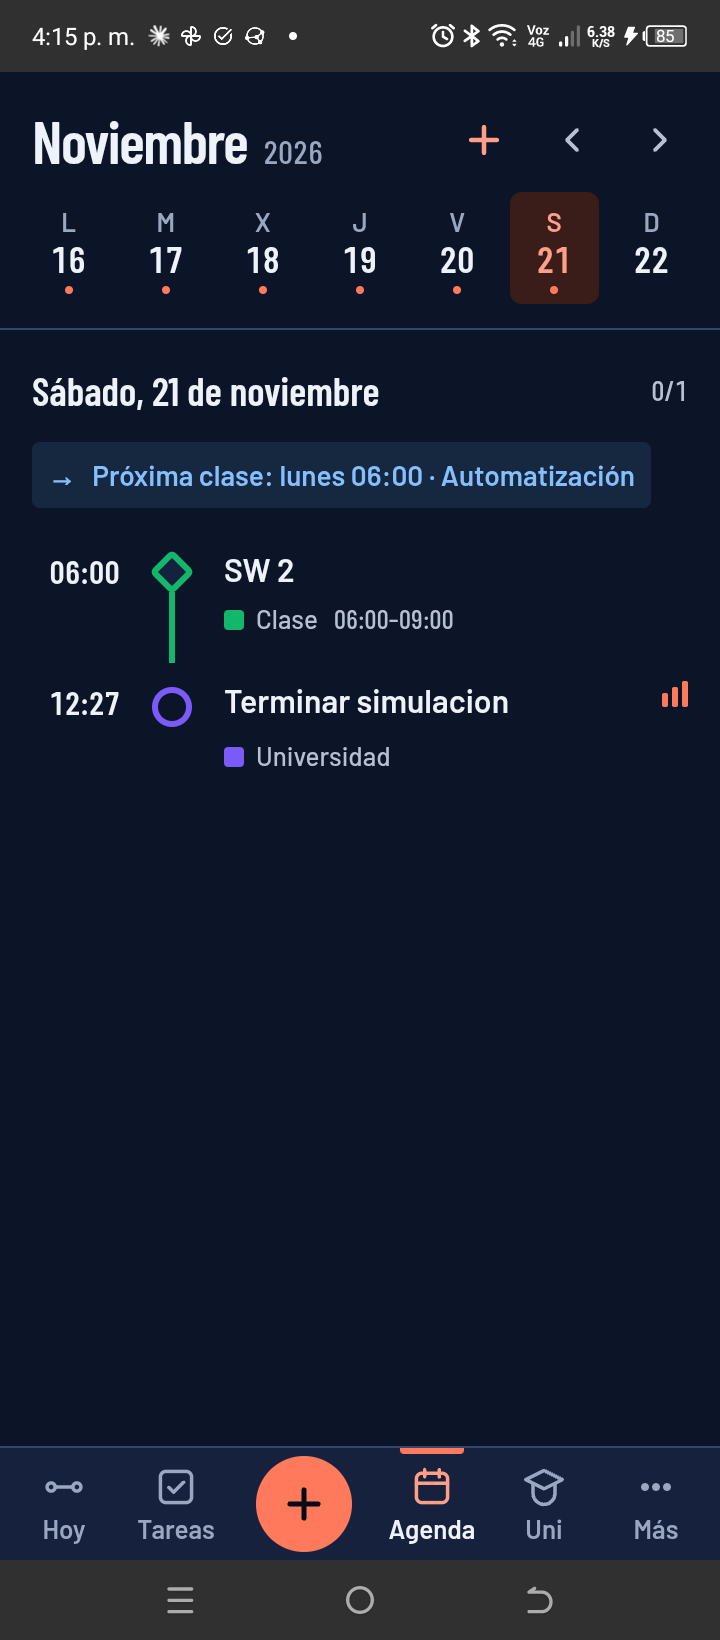 4:15 p. m. Voz 4G 6.38 K/S 85
Noviembre 2026
L M X J V S D
16 17 18 19 20 21 22
Sábado, 21 de noviembre 0/1
→ Próxima clase: lunes 06:00 · Automatización
06:00 SW 2
Clase 06:00-09:00
12:27 Terminar simulacion
Universidad
Hoy Tareas Agenda Uni Más